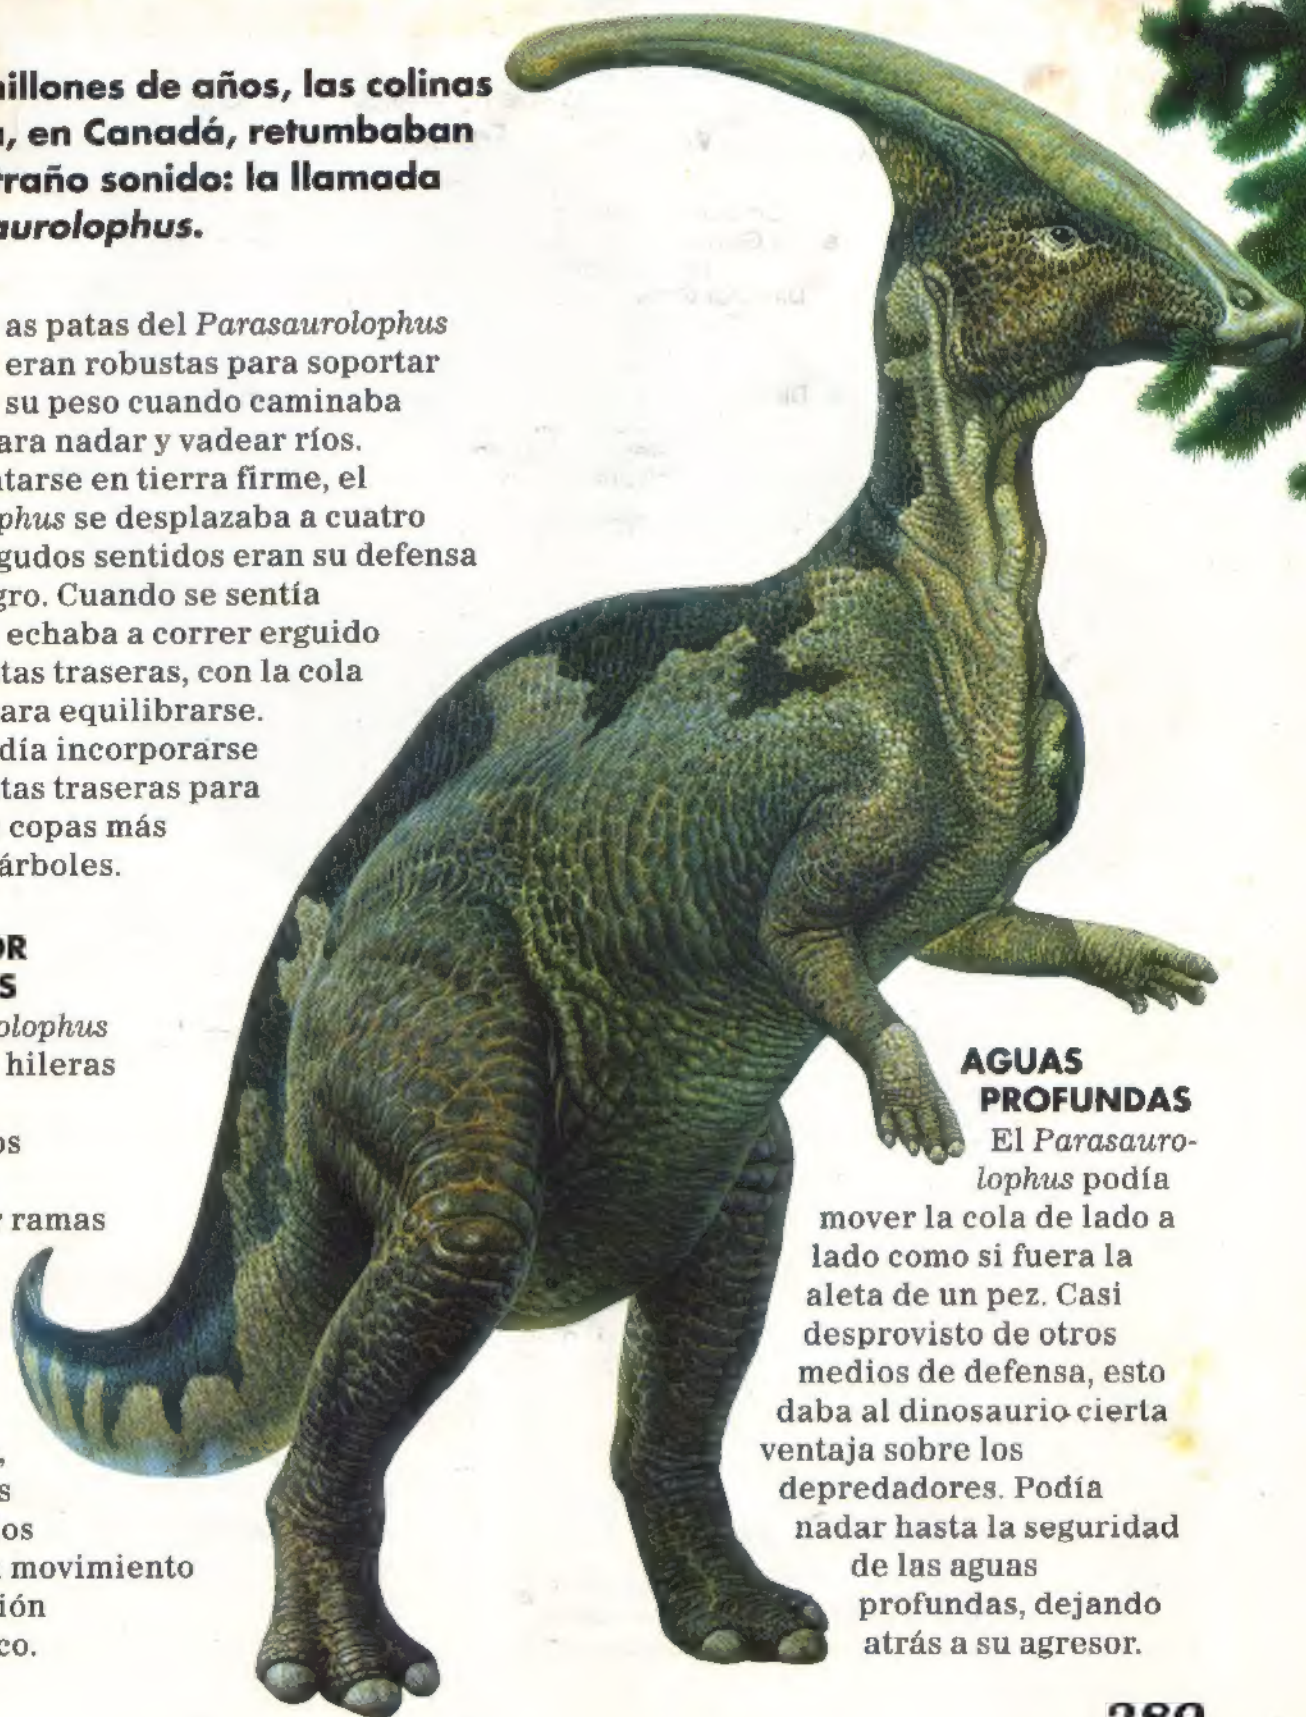 illones de años, las colinas
, en Canadá, retumbaban
raño sonido: la llamada
aurolophus.
as patas del Parasaurolophus
eran robustas para soportar
su peso cuando caminaba
ara nadar y vadear ríos.
tarse en tierra firme, el
phus se desplazaba a cuatro
gudos sentidos eran su defensa
gro. Cuando se sentía
echaba a correr erguido
tas traseras, con la cola
ara equilibrarse.
día incorporarse
tas traseras para
copas más
árboles.
OR
S
olophus
hileras
os
r ramas
,
s
os
movimiento
ión
co.
AGUAS
PROFUNDAS
El Parasauro-
lophus podía
mover la cola de lado a
lado como si fuera la
aleta de un pez. Casi
desprovisto de otros
medios de defensa, esto
daba al dinosaurio cierta
ventaja sobre los
depredadores. Podía
nadar hasta la seguridad
de las aguas
profundas, dejando
atrás a su agresor.